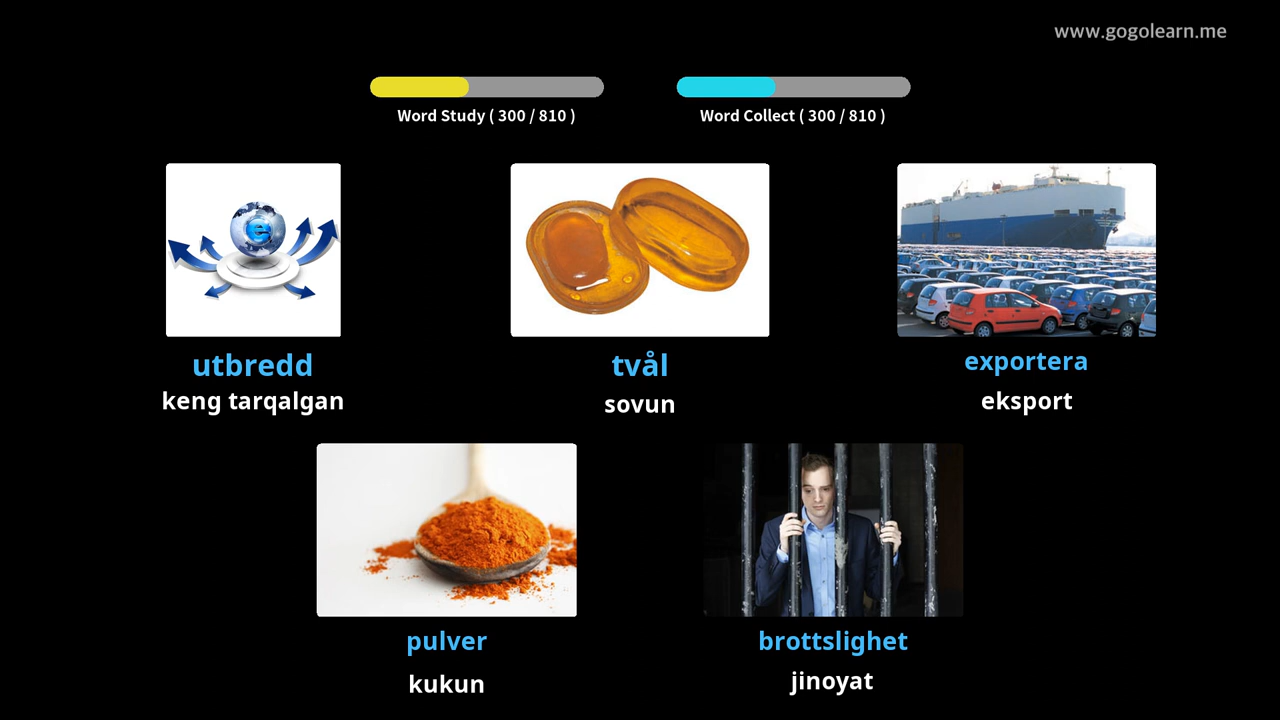 www.gogolearn.me
Word Study ( 300 / 810 )
Word Collect ( 300 / 810 )
utbredd
keng tarqalgan
tvål
sovun
exportera
eksport
pulver
kukun
brottslighet
jinoyat